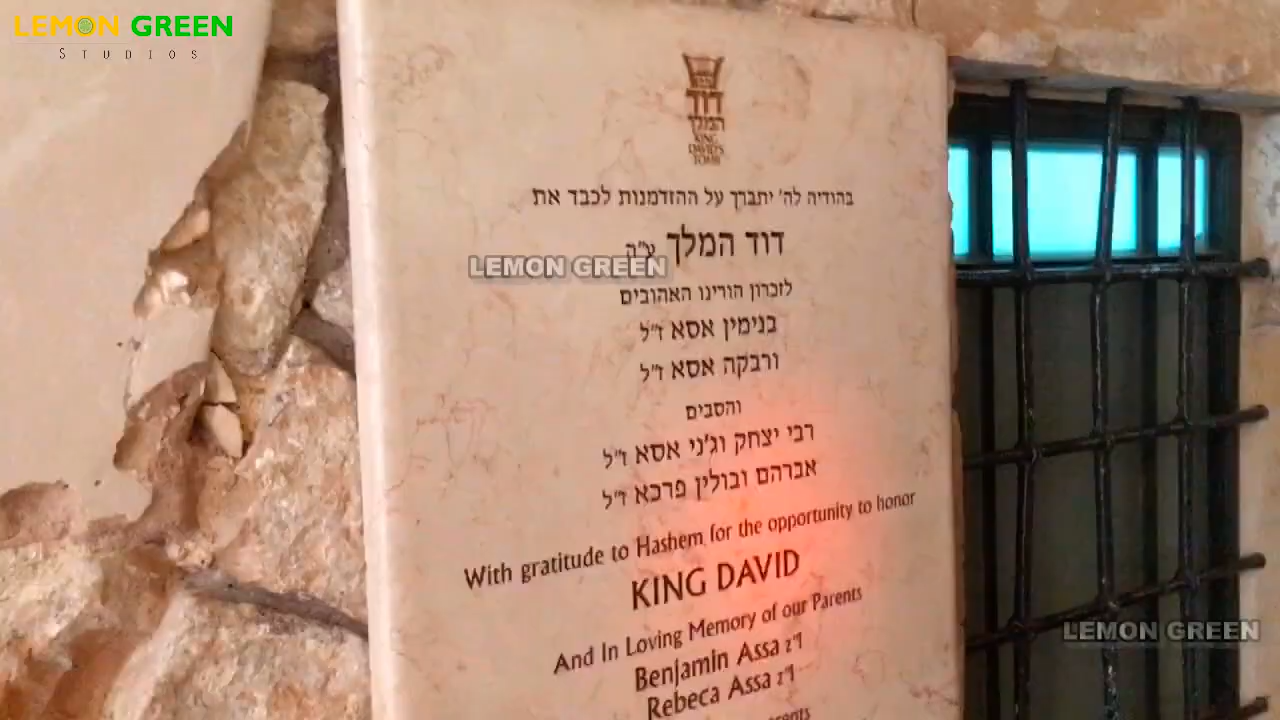 LEMON GREEN
STUDIOS
דוד
המלך
KING
DAVID'S
TOMB
בהודיה לה' יתברך על ההזדמנות לכבד את
דוד המלך ע"ה
LEMON GREEN
לזכרון הורינו האהובים
בנימין אסא ז"ל
ורבקה אסא ז"ל
והסבים
רבי יצחק וג'ני אסא ז"ל
אברהם ובולין פרכא ז"ל
With gratitude to Hashem for the opportunity to honor
KING DAVID
And In Loving Memory of our Parents
Benjamin Assa ז"ל
Rebeca Assa ז"ל
LEMON GREEN